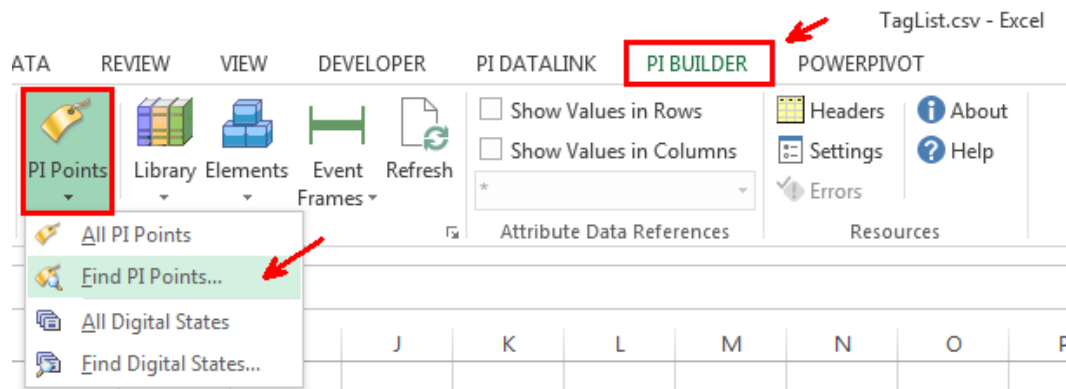 TagList.csv - Excel
ATA REVIEW VIEW DEVELOPER PI DATALINK PI BUILDER POWERPIVOT
PI Points
Library
Elements
Event
Frames
Refresh
Show Values in Rows
Show Values in Columns
*
Attribute Data References
Headers
Settings
Errors
About
Help
Resources
All PI Points
Find PI Points...
All Digital States
Find Digital States...
J K L M N O P